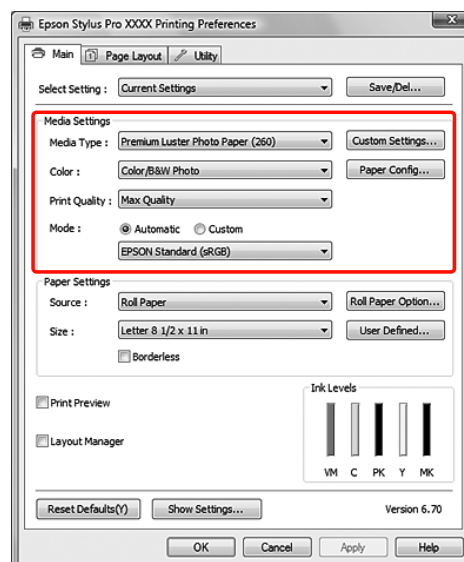 Epson Stylus Pro XXXX Printing Preferences
Main Page Layout Utility
Select Setting : Current Settings Save/Del...
Media Settings
Media Type : Premium Luster Photo Paper (260) Custom Settings...
Color : Color/B&W Photo Paper Config...
Print Quality : Max Quality
Mode : Automatic Custom
EPSON Standard (sRGB)
Paper Settings
Source : Roll Paper Roll Paper Option...
Size : Letter 8 1/2 x 11 in User Defined...
Borderless
Print Preview
Layout Manager
Ink Levels
VM C PK Y MK
Reset Defaults(Y) Show Settings... Version 6.70
OK Cancel Apply Help